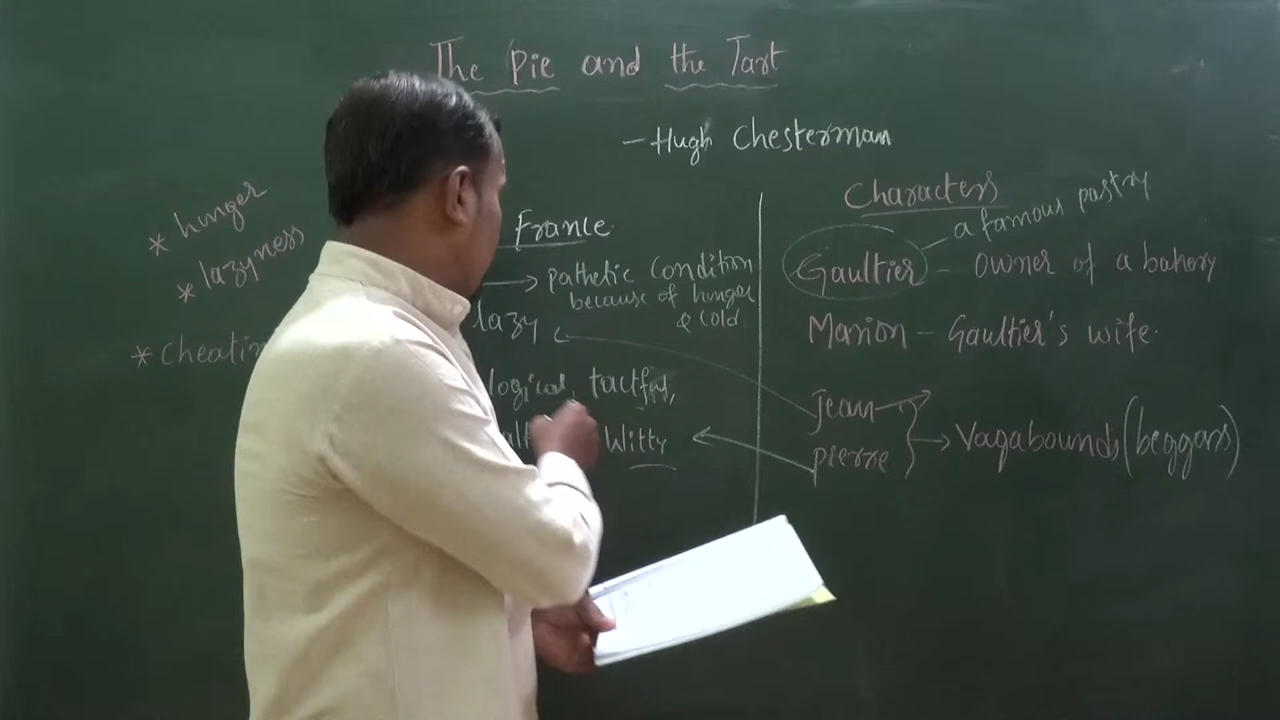 The Pie and the Tart
- Hugh Chesterman
* hunger
* lazyness
France
→ pathetic condition
because of hunger
& cold
lazy
logical, tactful,
Witty
Characters
a famous pastry
Gaultier - Owner of a bakery
Marion - Gaultier's wife.
Jean
Pierre
→ Vagabounds (beggars)